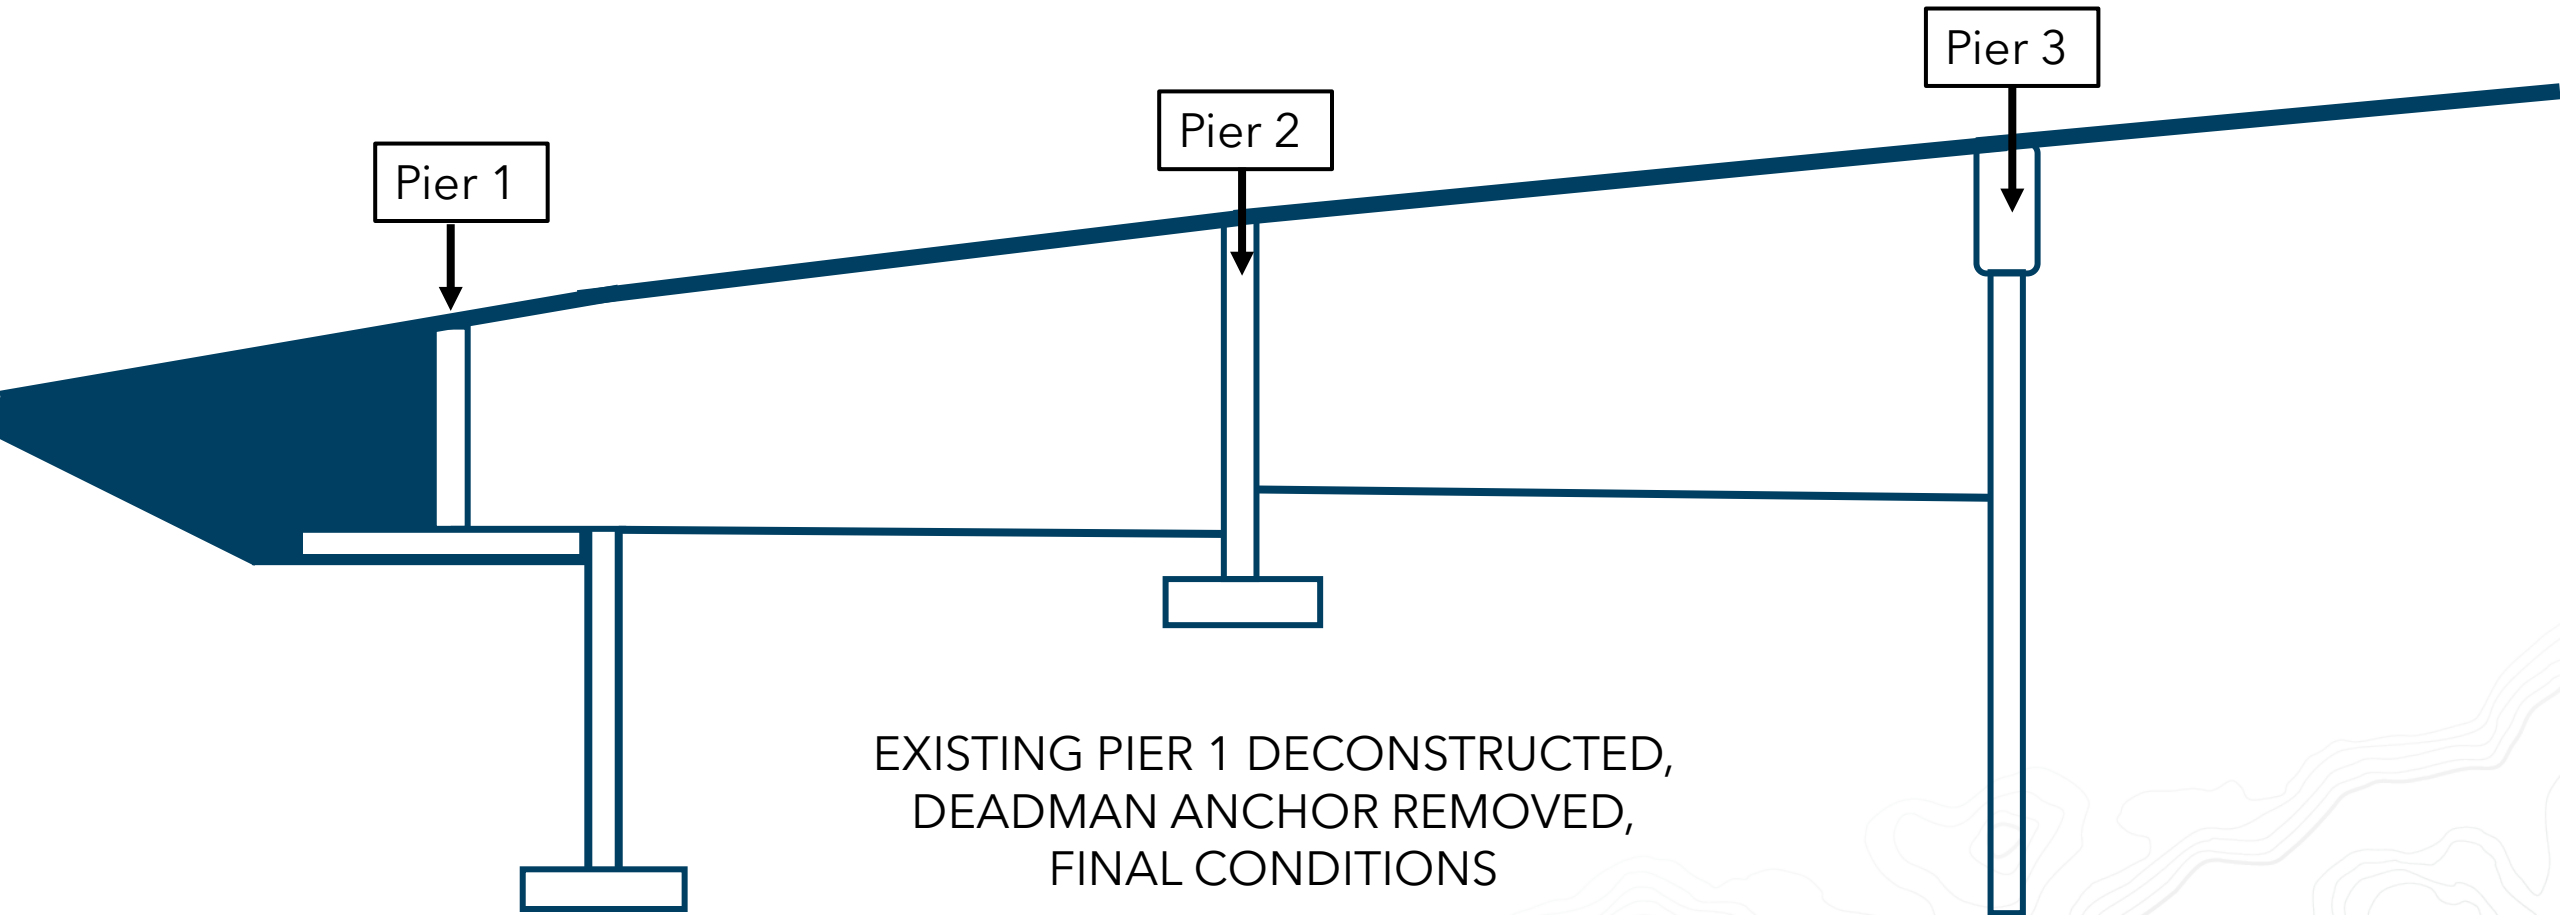 Pier 3
Pier 2
Pier 1
EXISTING PIER 1 DECONSTRUCTED,
DEADMAN ANCHOR REMOVED,
FINAL CONDITIONS